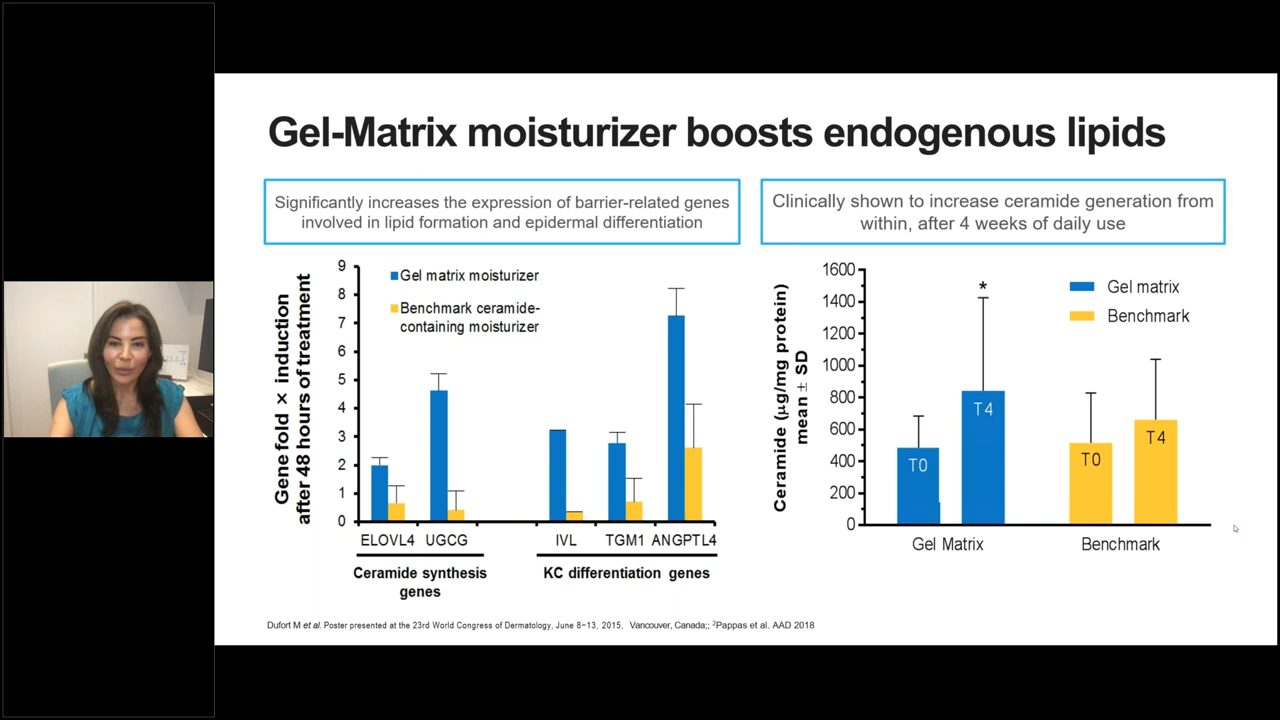 Gel-Matrix moisturizer boosts endogenous lipids
Significantly increases the expression of barrier-related genes
involved in lipid formation and epidermal differentiation
Clinically shown to increase ceramide generation from
within, after 4 weeks of daily use
Gene fold × induction
after 48 hours of treatment
9
8
7
6
5
4
3
2
1
0
Gel matrix moisturizer
Benchmark ceramide-
containing moisturizer
ELOVL4 UGCG IVL TGM1 ANGPTL4
Ceramide synthesis
genes
KC differentiation genes
Ceramide (µg/mg protein)
mean ± SD
1600
1400
1200
1000
800
600
400
200
0
Gel matrix
Benchmark
*
T0
T4
T0
T4
Gel Matrix
Benchmark
Dufort M et al. Poster presented at the 23rd World Congress of Dermatology, June 8−13, 2015, Vancouver, Canada;; ²Pappas et al. AAD 2018